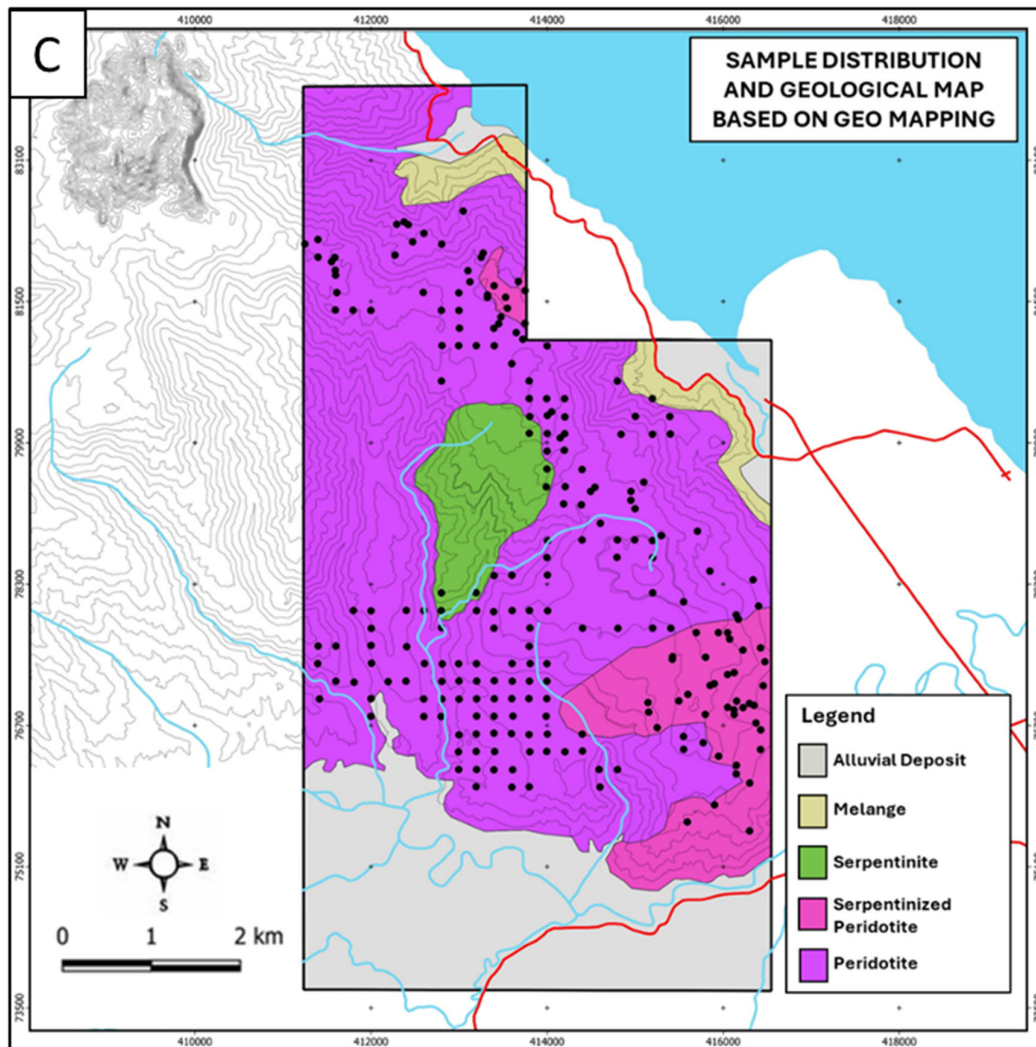 C
410000 412000 414000 416000 418000
SAMPLE DISTRIBUTION
AND GEOLOGICAL MAP
BASED ON GEO MAPPING
83100
81500
79900
78300
76700
75100
73500
Legend
Alluvial Deposit
Melange
Serpentinite
Serpentinized
Peridotite
Peridotite
N
W E
S
0 1 2 km
410000 412000 414000 416000 418000